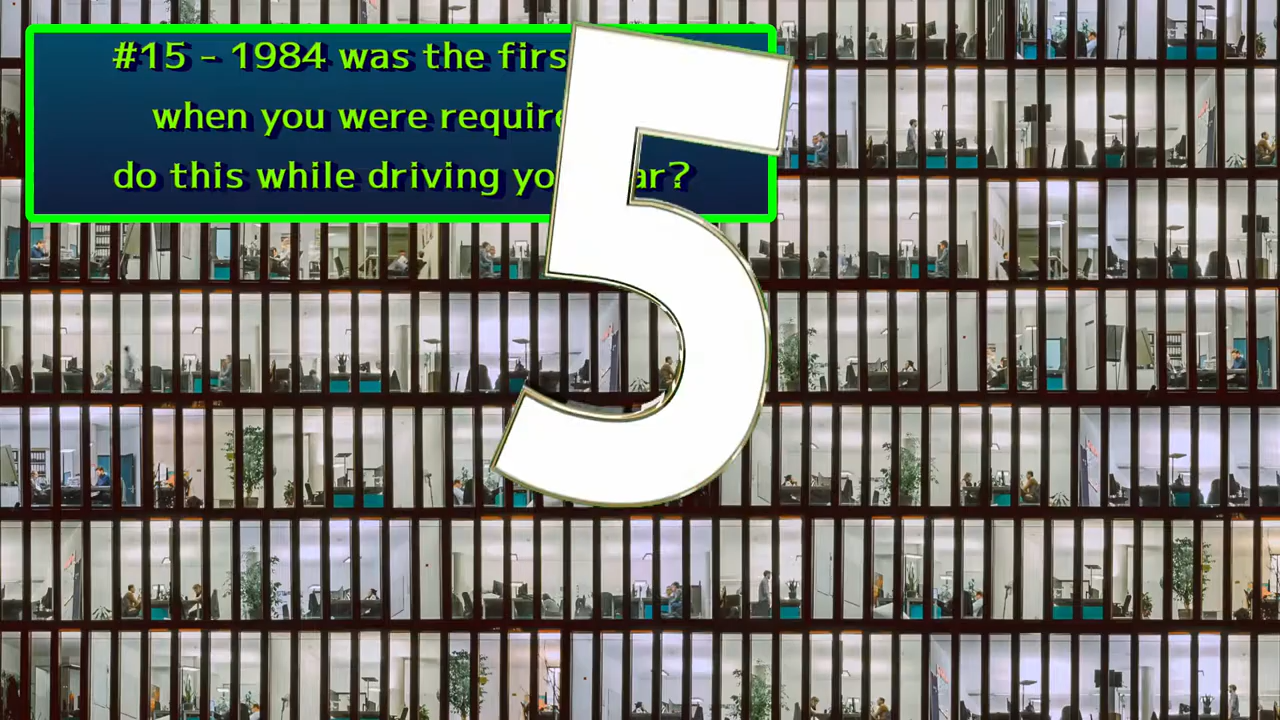 #15 - 1984 was the firs
when you were require
do this while driving yo ar?
5